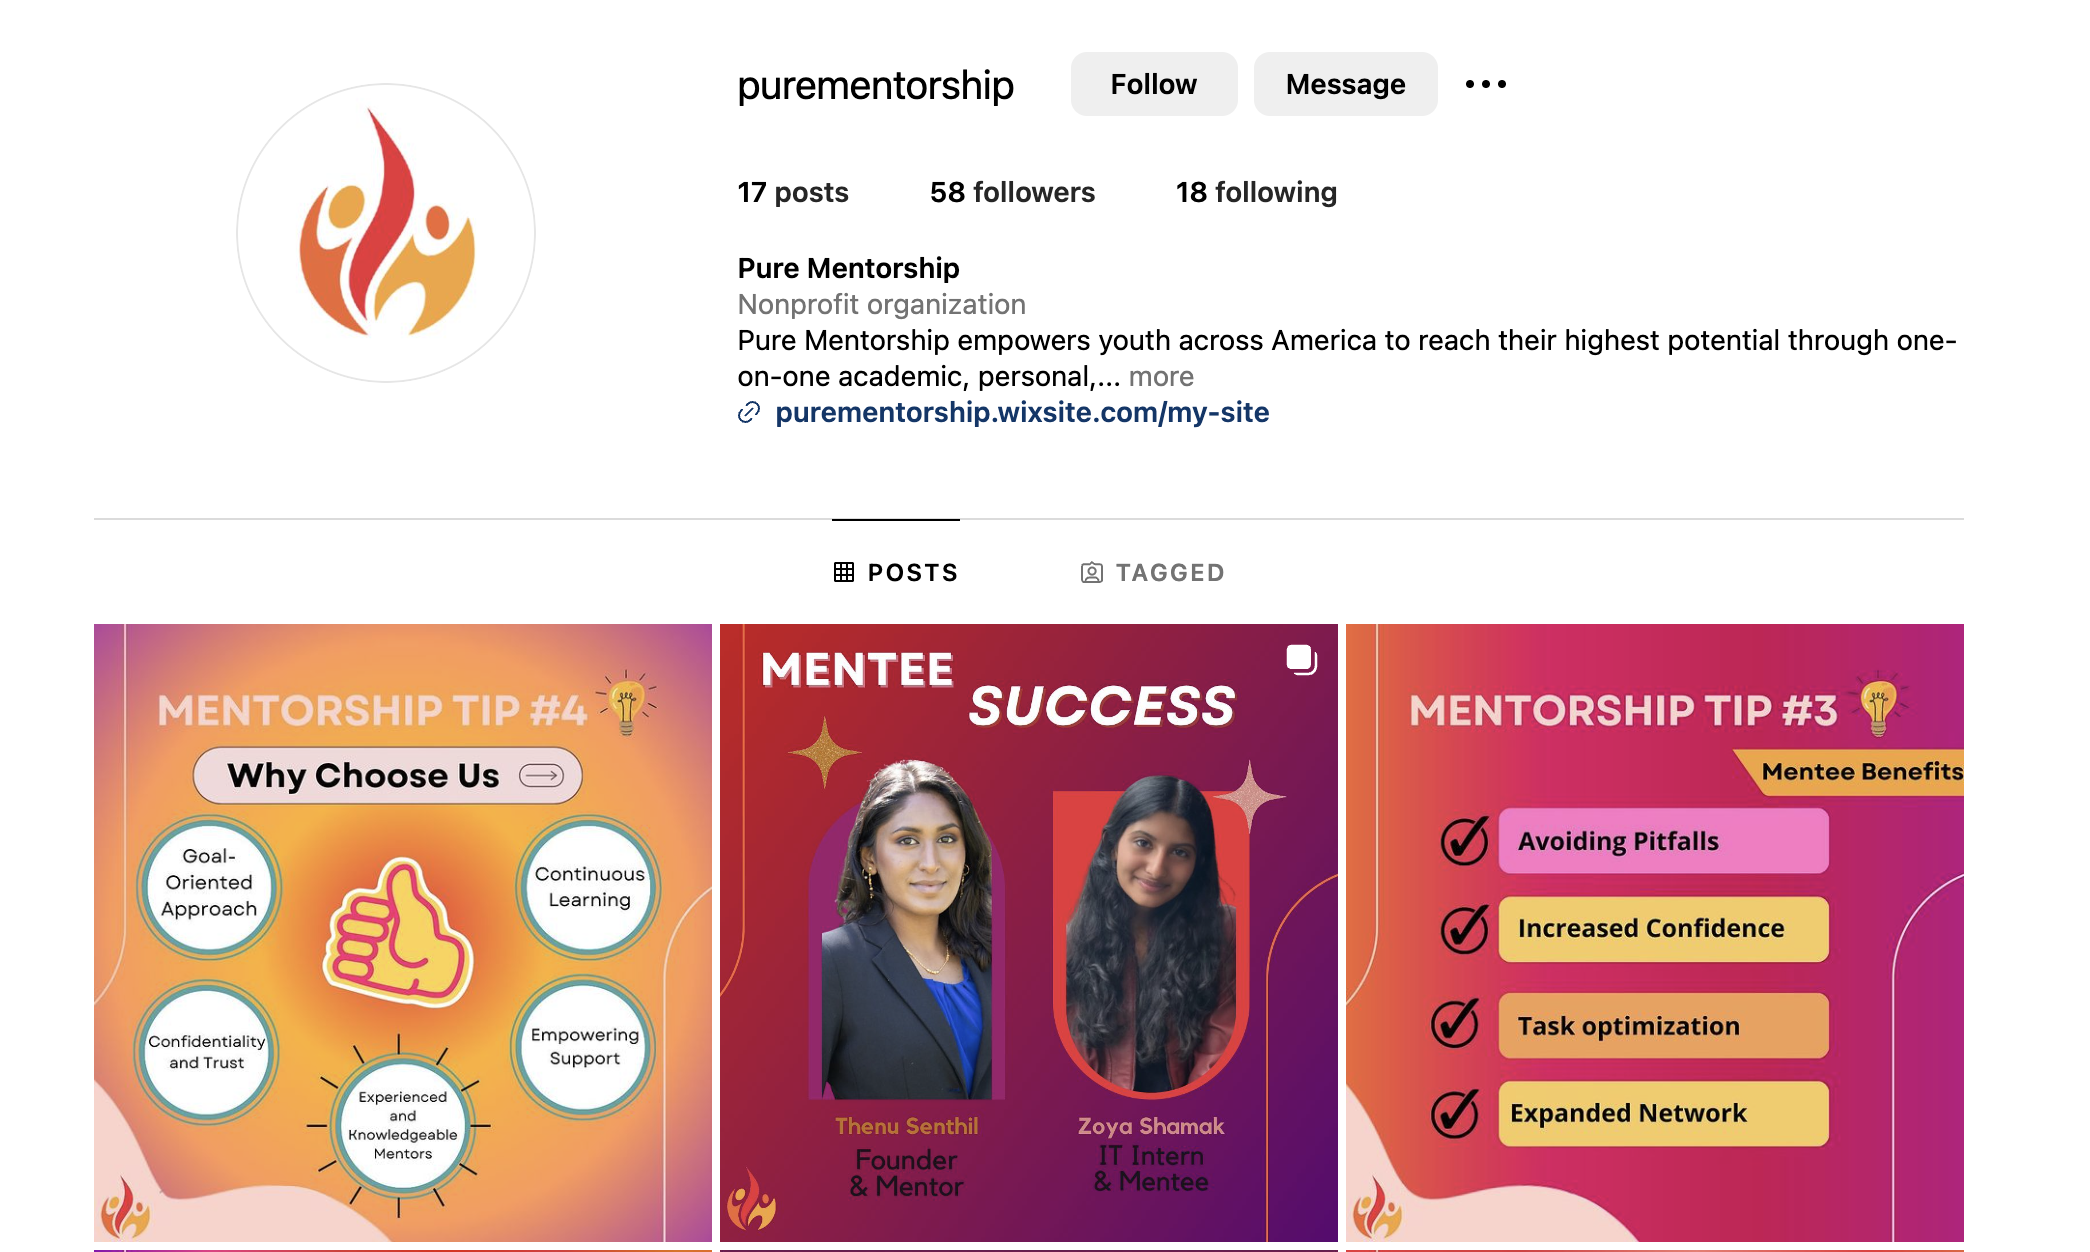 purementorship
Follow
Message
17 posts
58 followers
18 following
Pure Mentorship
Nonprofit organization
Pure Mentorship empowers youth across America to reach their highest potential through one-
on-one academic, personal,... more
purementorship.wixsite.com/my-site
POSTS
TAGGED
MENTORSHIP TIP #4
Why Choose Us
Goal-
Oriented
Approach
Continuous
Learning
Confidentiality
and Trust
Empowering
Support
Experienced
and
Knowledgeable
Mentors
MENTEE
SUCCESS
Thenu Senthil
Founder
& Mentor
Zoya Shamak
IT Intern
& Mentee
MENTORSHIP TIP #3
Mentee Benefits
Avoiding Pitfalls
Increased Confidence
Task optimization
Expanded Network